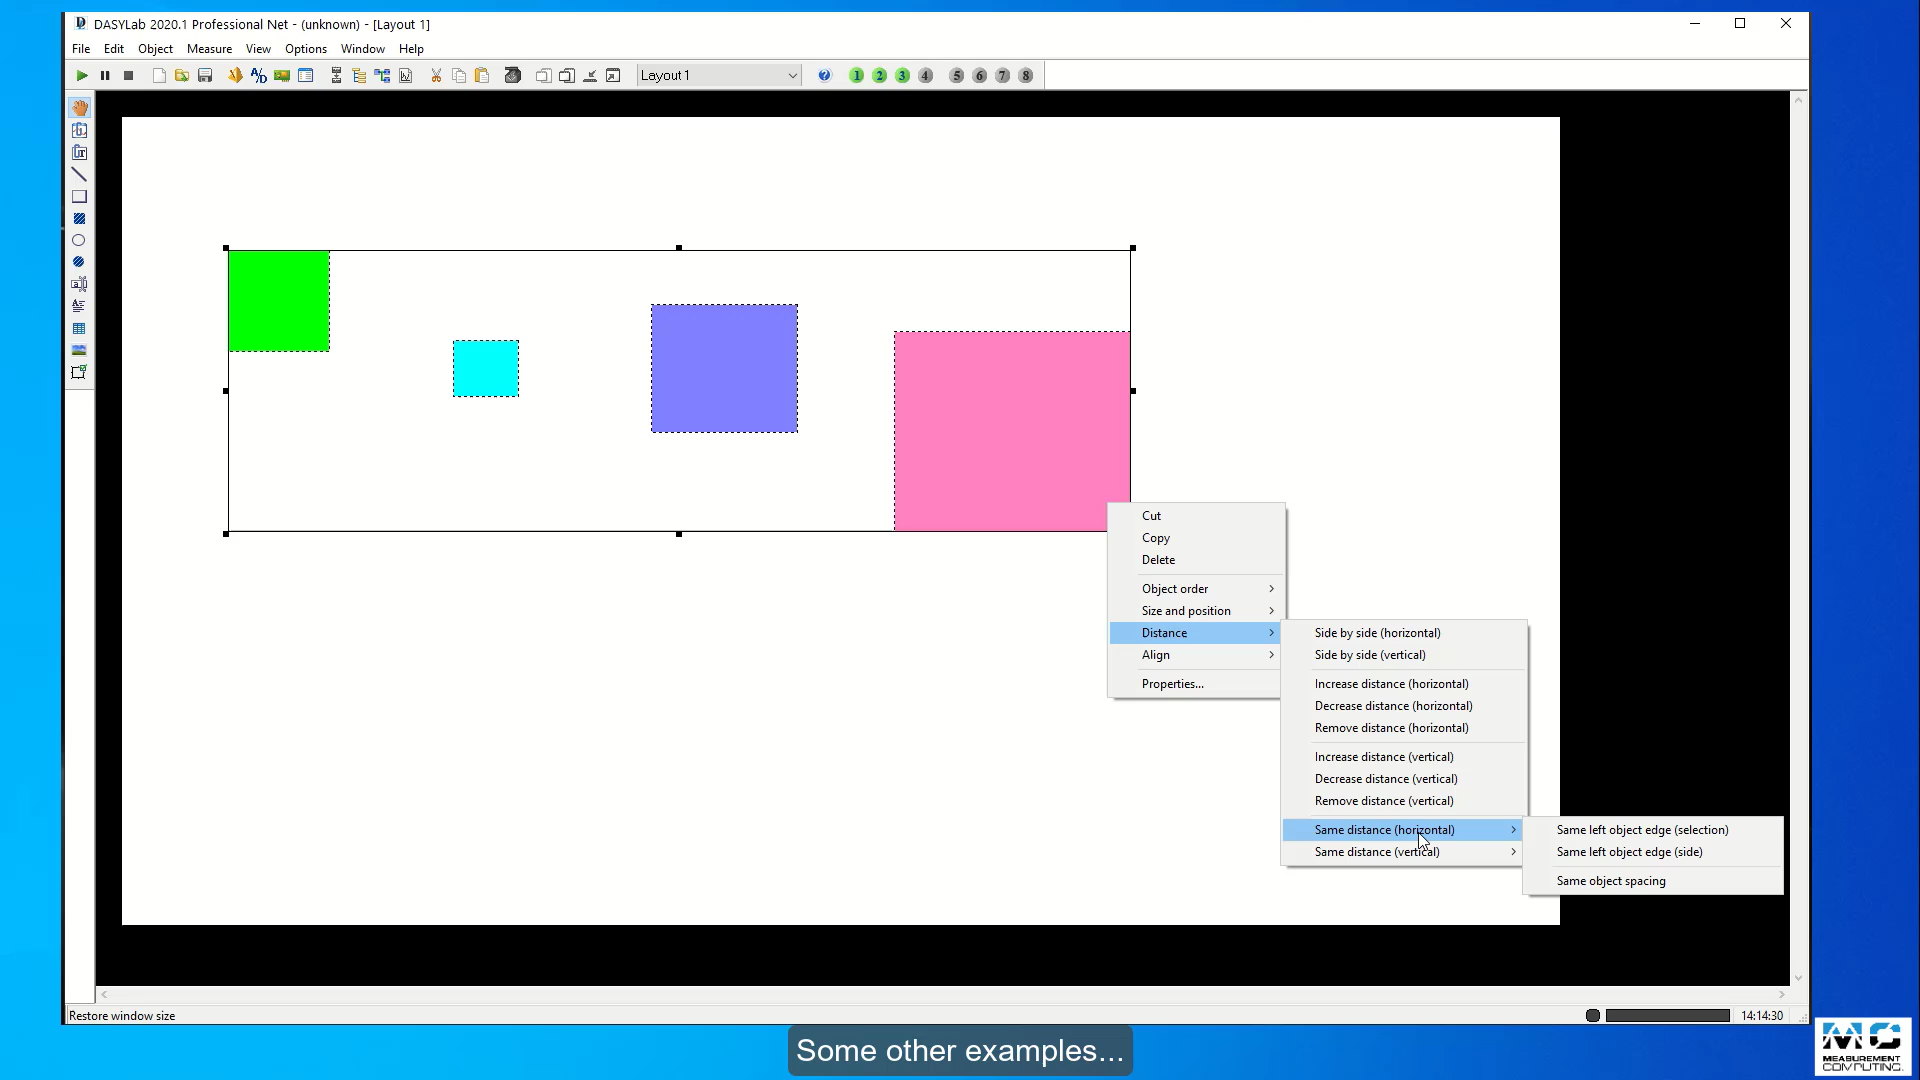 DASYLab 2020.1 Professional Net - (unknown) - [Layout 1]
File Edit Object Measure View Options Window Help
Layout 1 1 2 3 4 5 6 7 8
Cut
Copy
Delete
Object order
Size and position
Distance
Align
Properties...
Side by side (horizontal)
Side by side (vertical)
Increase distance (horizontal)
Decrease distance (horizontal)
Remove distance (horizontal)
Increase distance (vertical)
Decrease distance (vertical)
Remove distance (vertical)
Same distance (horizontal)
Same distance (vertical)
Same left object edge (selection)
Same left object edge (side)
Same object spacing
Restore window size 14:14:30
Some other examples...
MC
MEASUREMENT
COMPUTING.